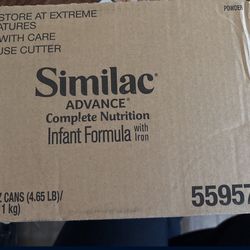 STORE AT EXTREME
ATURES
WITH CARE
USE CUTTER
POWDER
Similac®
ADVANCE®
Complete Nutrition
Infant Formula with Iron
Z CANS (4.65 LB)/
1 kg)
55957